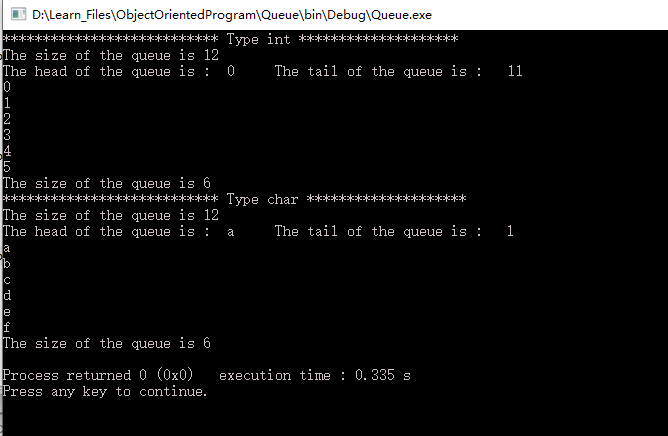 D:\Learn_Files\ObjectOrientedProgram\Queue\bin\Debug\Queue.exe
*************************** Type int ********************
The size of the queue is 12
The head of the queue is :  0     The tail of the queue is :   11
0
1
2
3
4
5
The size of the queue is 6
*************************** Type char ********************
The size of the queue is 12
The head of the queue is :  a     The tail of the queue is :   l
a
b
c
d
e
f
The size of the queue is 6

Process returned 0 (0x0)   execution time : 0.335 s
Press any key to continue.